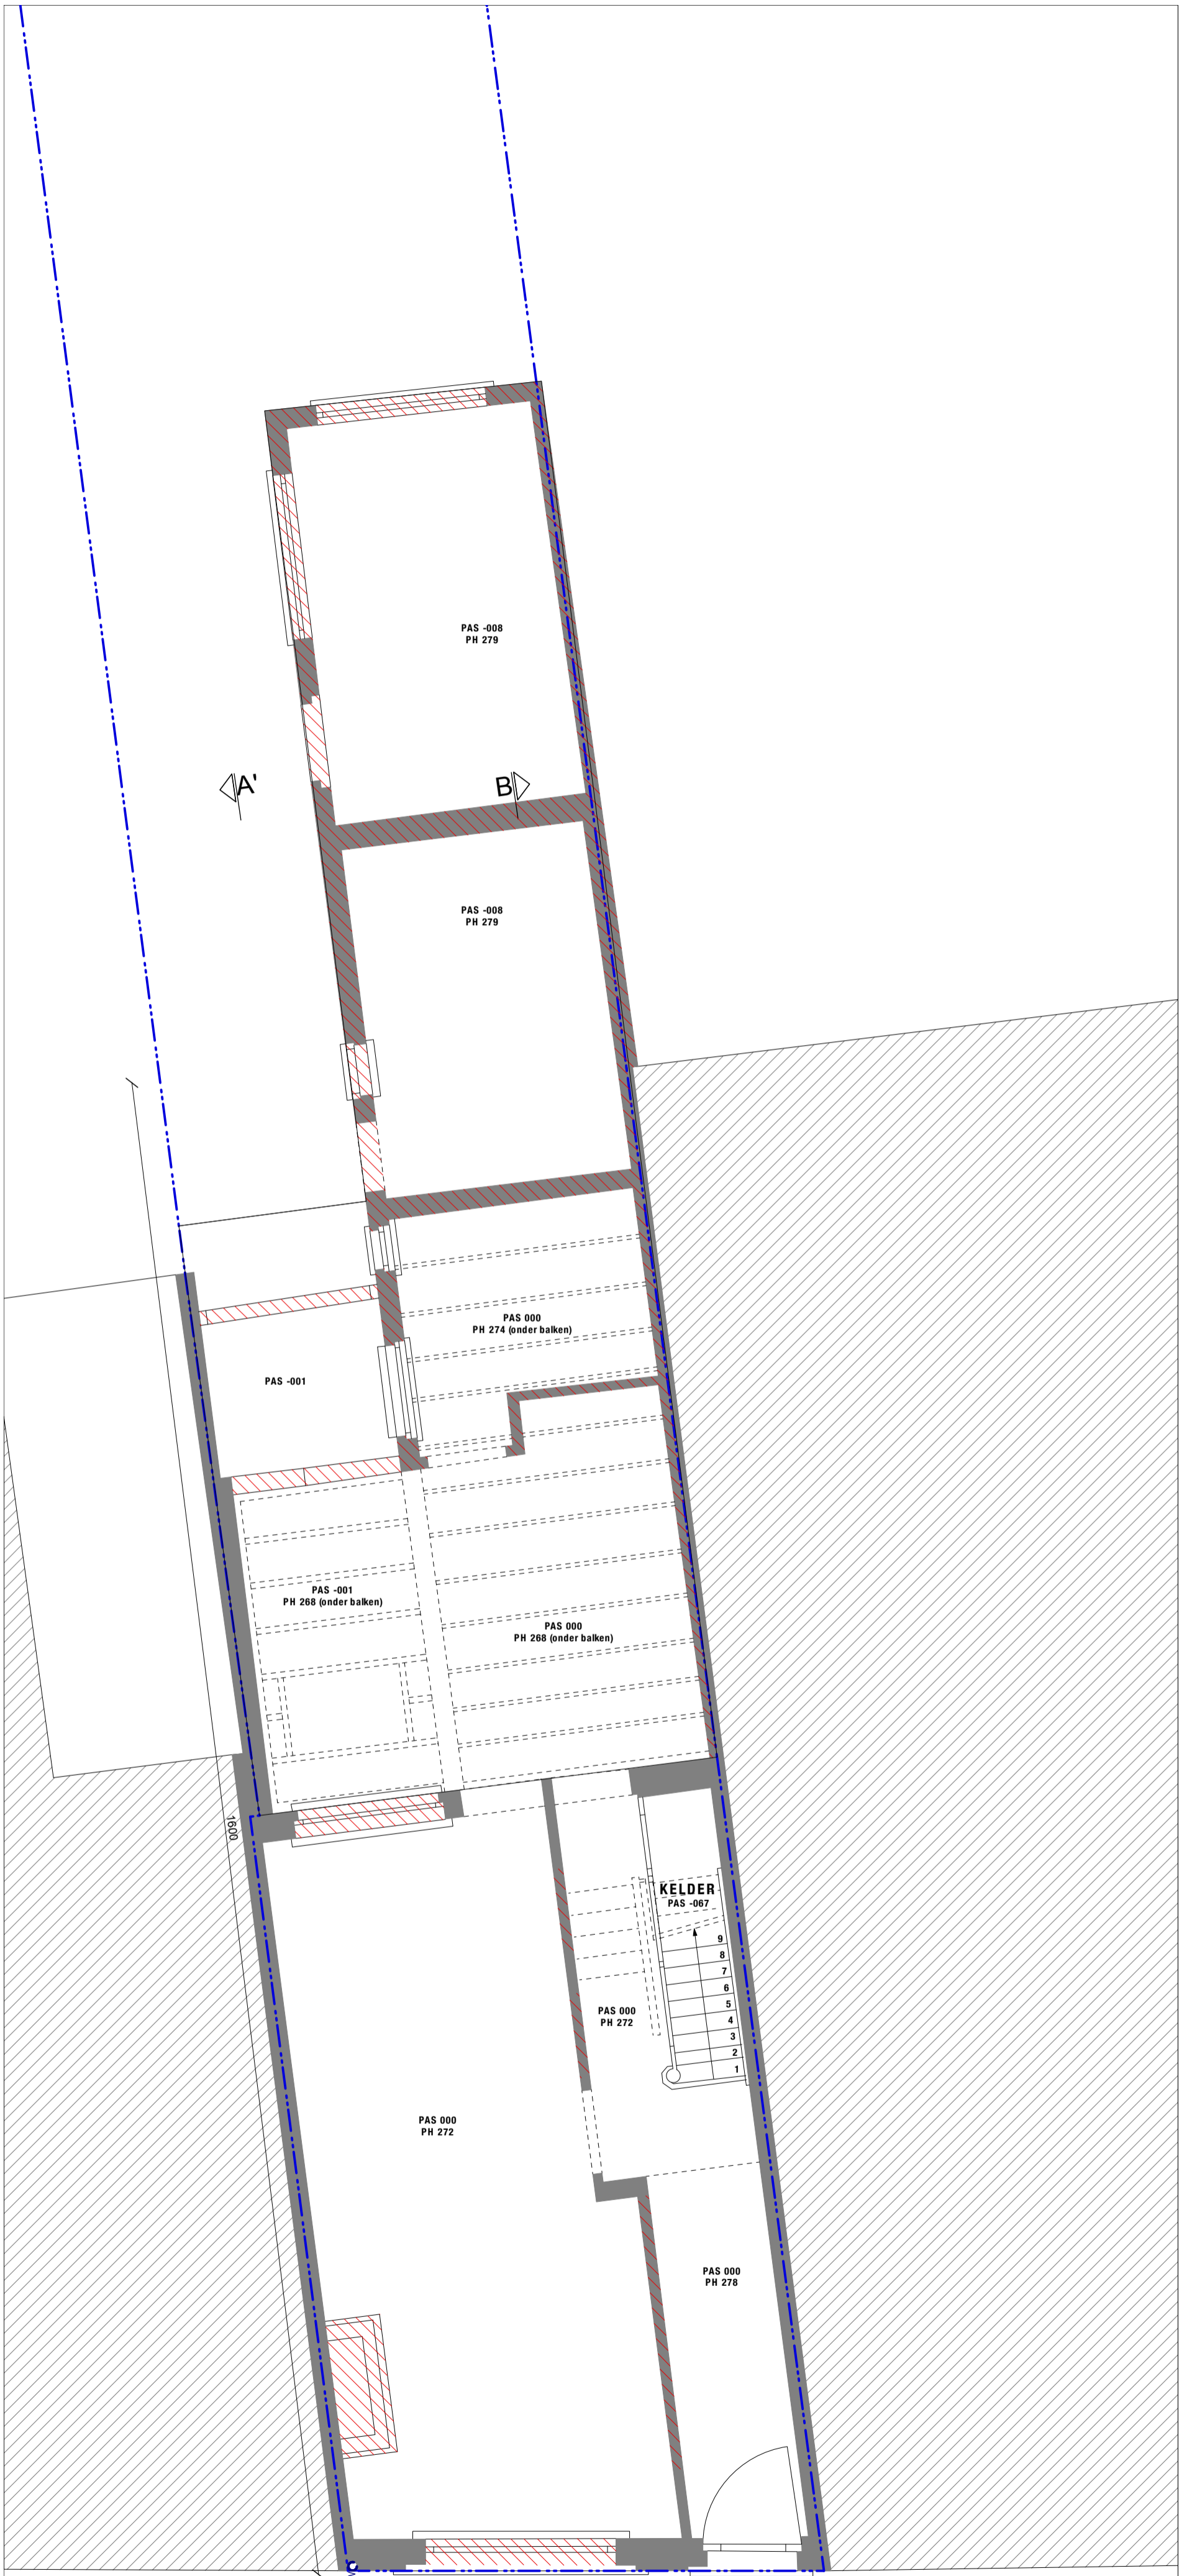 PAS -008
PH 279
A'
B
PAS -008
PH 279
PAS 000
PH 274 (onder balken)
PAS -001
PAS -001
PH 268 (onder balken)
PAS 000
PH 268 (onder balken)
1600
KELDER
PAS -067
9
8
7
6
5
4
3
2
1
PAS 000
PH 272
PAS 000
PH 272
PAS 000
PH 278